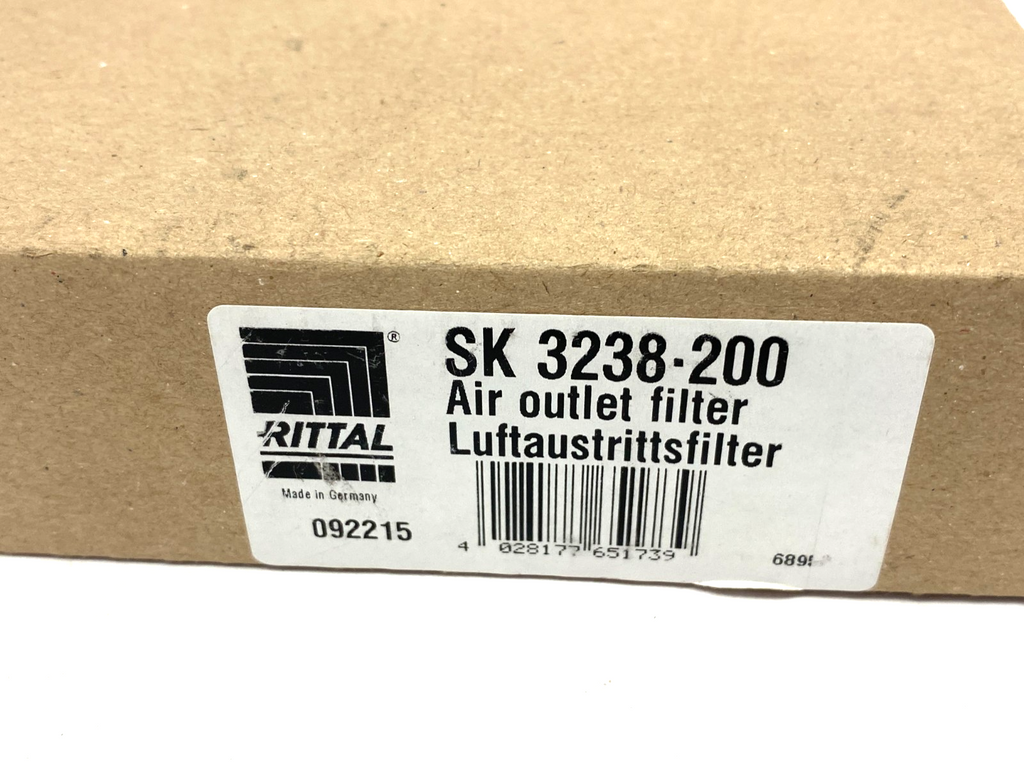 SK 3238-200
Air outlet filter
Luftaustrittsfilter
®
RITTAL
Made in Germany
092215
4 028177 651739